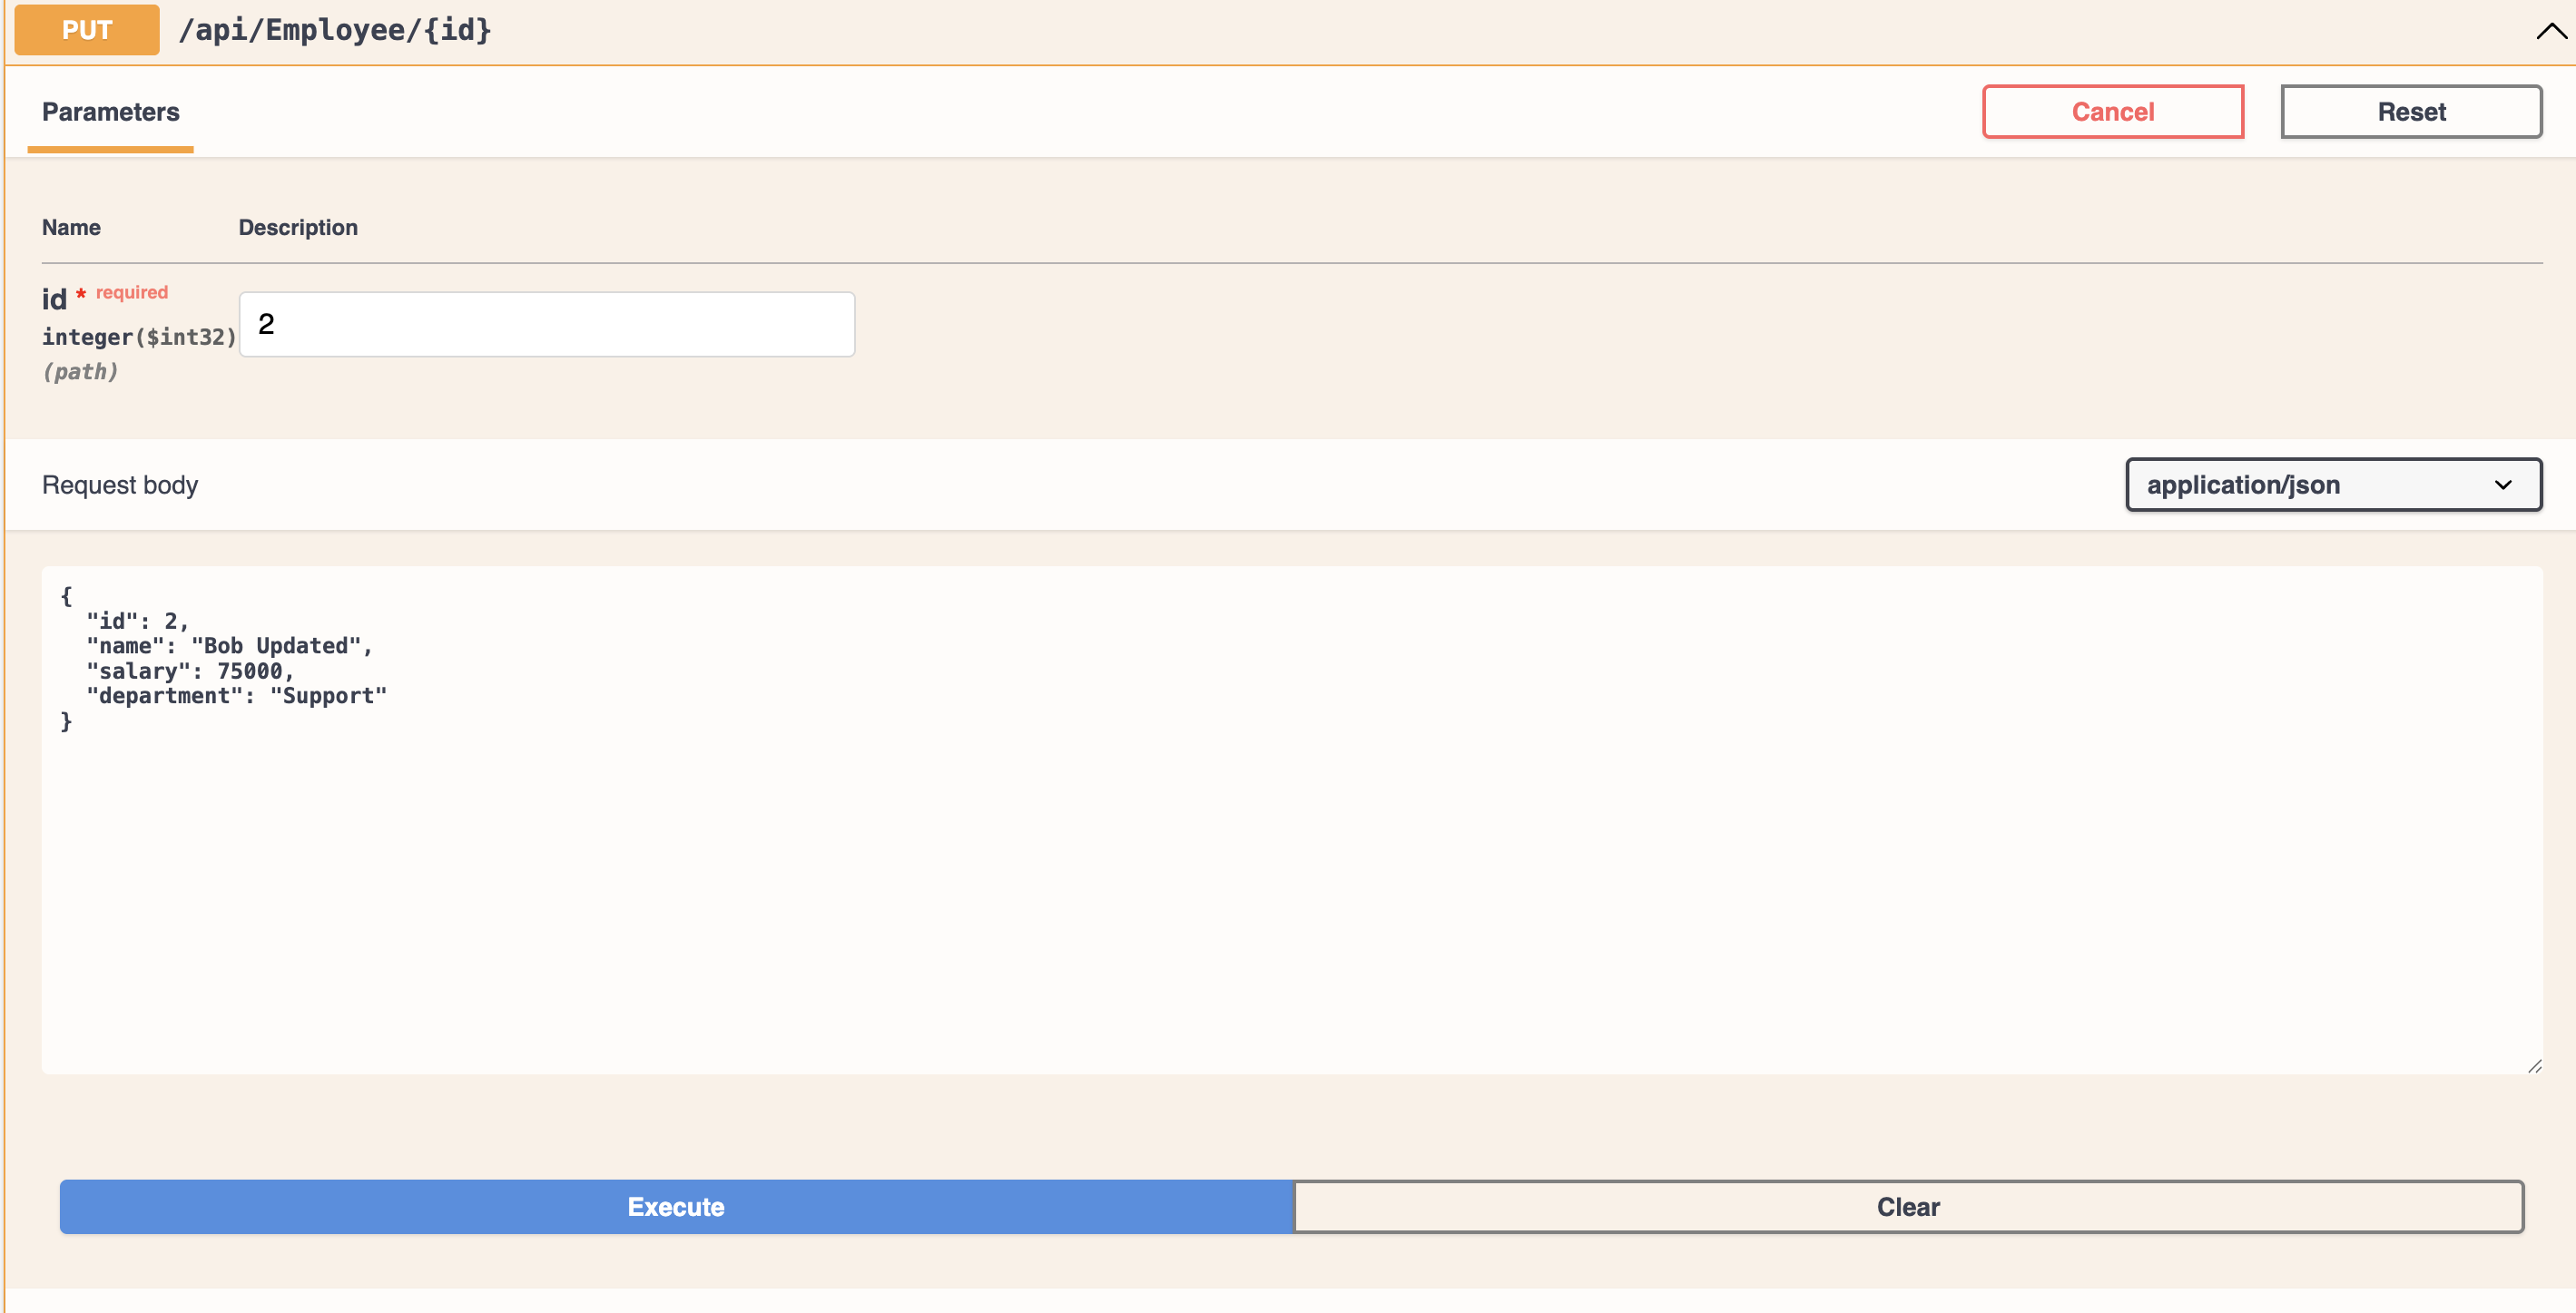 PUT /api/Employee/{id}
Parameters
Cancel
Reset
Name Description
id * required
integer($int32)
(path)
2
Request body
application/json
{
  "id": 2,
  "name": "Bob Updated",
  "salary": 75000,
  "department": "Support"
}
Execute
Clear